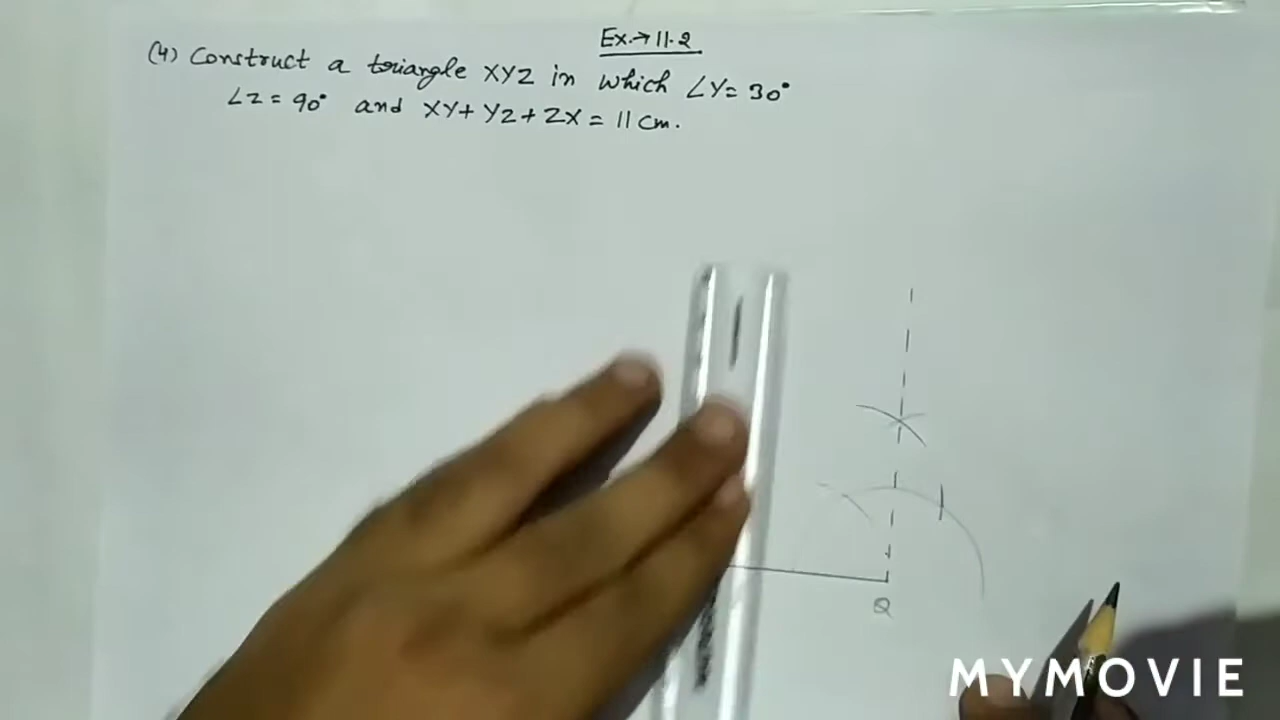 Ex.→11.2
(4) Construct a triangle XYZ in which ∠Y= 30°
∠Z = 90° and XY+ YZ+ ZX = 11 cm.
Q
MYMOVIE